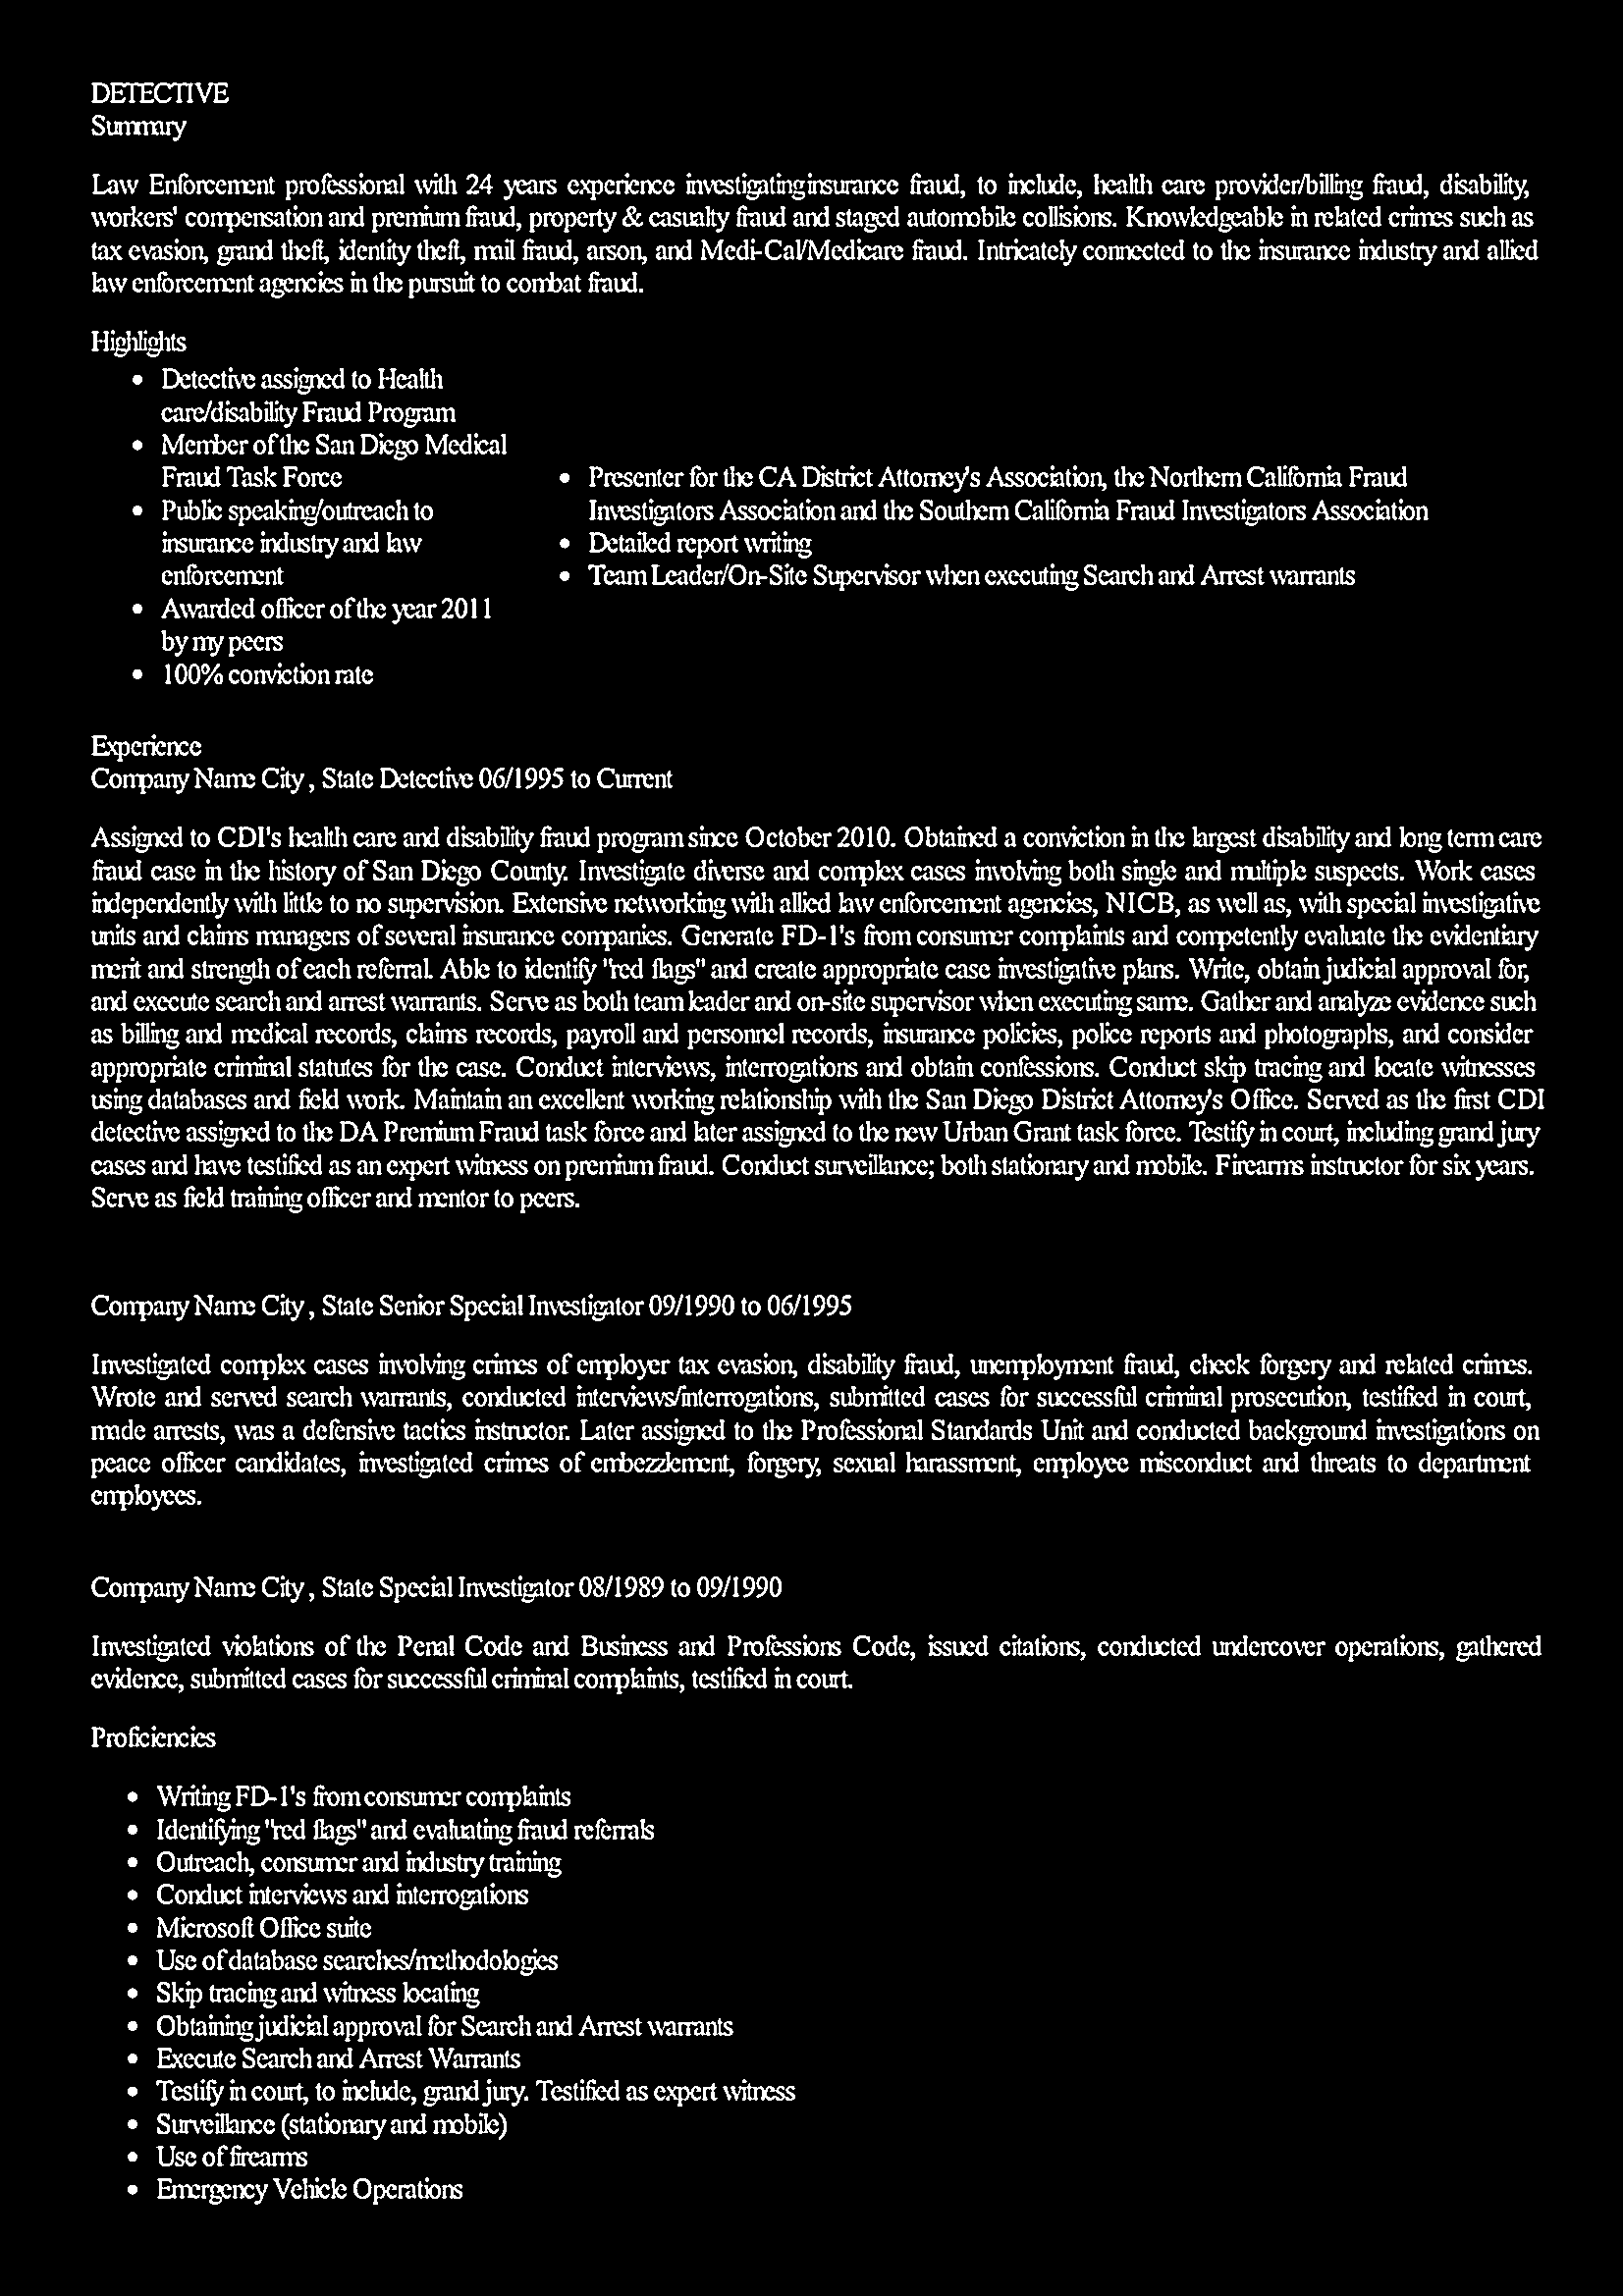 DETECTIVE
Summary
Law Enforcement professional with 24 years experience investigatinginsurance fraud, to include, health care provider/billing fraud, disability,
workers' compensation and premium fraud, property & casualty fraud and staged automobile collisions. Knowledgeable in related crimes such as
tax evasion, grand theft, identity theft, mail fraud, arson, and Medi-Cal/Medicare fraud. Intricately connected to the insurance industry and allied
law enforcement agencies in the pursuit to combat fraud.
Highlights
• Detective assigned to Health
care/disability Fraud Program
• Member of the San Diego Medical
Fraud Task Force
• Public speaking/outreach to
insurance industry and law
enforcement
• Awarded officer of the year 2011
by my peers
• 100% conviction rate
• Presenter for the CA District Attorney's Association, the Northern California Fraud
Investigators Association and the Southern California Fraud Investigators Association
• Detailed report writing
• Team Leader/On-Site Supervisor when executing Search and Arrest warrants
Experience
Company Name City , State Detective 06/1995 to Current
Assigned to CDI's health care and disability fraud program since October 2010. Obtained a conviction in the largest disability and long term care
fraud case in the history of San Diego County. Investigate diverse and complex cases involving both single and multiple suspects. Work cases
independently with little to no supervision. Extensive networking with allied law enforcement agencies, NICB, as well as, with special investigative
units and claims managers of several insurance companies. Generate FD-1's from consumer complaints and competently evaluate the evidentiary
merit and strength of each referral. Able to identify "red flags" and create appropriate case investigative plans. Write, obtain judicial approval for,
and execute search and arrest warrants. Serve as both team leader and on-site supervisor when executing same. Gather and analyze evidence such
as billing and medical records, claims records, payroll and personnel records, insurance policies, police reports and photographs, and consider
appropriate criminal statutes for the case. Conduct interviews, interrogations and obtain confessions. Conduct skip tracing and locate witnesses
using databases and field work. Maintain an excellent working relationship with the San Diego District Attorney's Office. Served as the first CDI
detective assigned to the DA Premium Fraud task force and later assigned to the new Urban Grant task force. Testify in court, including grand jury
cases and have testified as an expert witness on premium fraud. Conduct surveillance; both stationary and mobile. Firearms instructor for six years.
Serve as field training officer and mentor to peers.
Company Name City , State Senior Special Investigator 09/1990 to 06/1995
Investigated complex cases involving crimes of employer tax evasion, disability fraud, unemployment fraud, check forgery and related crimes.
Wrote and served search warrants, conducted interviews/interrogations, submitted cases for successful criminal prosecution, testified in court,
made arrests, was a defensive tactics instructor. Later assigned to the Professional Standards Unit and conducted background investigations on
peace officer candidates, investigated crimes of embezzlement, forgery, sexual harassment, employee misconduct and threats to department
employees.
Company Name City , State Special Investigator 08/1989 to 09/1990
Investigated violations of the Penal Code and Business and Professions Code, issued citations, conducted undercover operations, gathered
evidence, submitted cases for successful criminal complaints, testified in court.
Proficiencies
• Writing FD-1's from consumer complaints
• Identifying "red flags" and evaluating fraud referrals
• Outreach, consumer and industry training
• Conduct interviews and interrogations
• Microsoft Office suite
• Use of database searches/methodologies
• Skip tracing and witness locating
• Obtaining judicial approval for Search and Arrest warrants
• Execute Search and Arrest Warrants
• Testify in court, to include, grand jury. Testified as expert witness
• Surveillance (stationary and mobile)
• Use of firearms
• Emergency Vehicle Operations